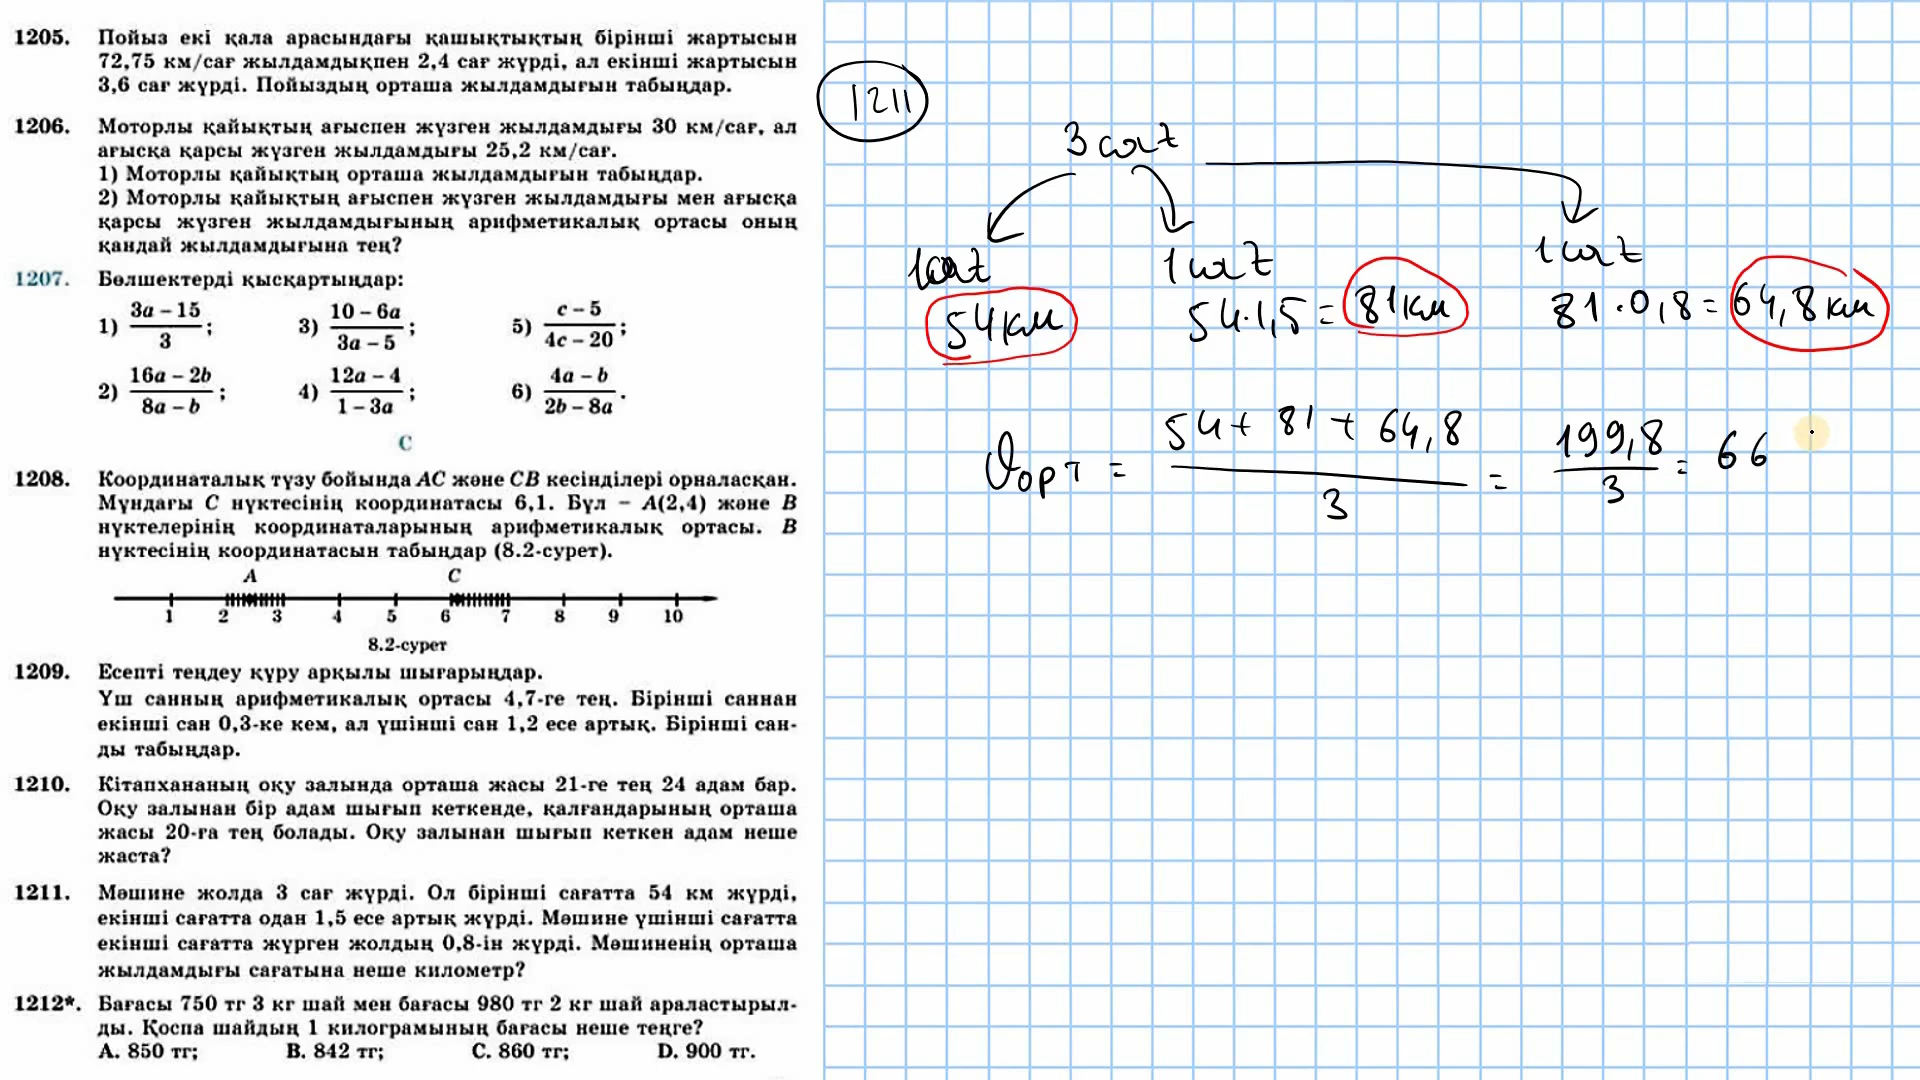 1205. Пойыз екі қала арасындағы қашықтықтың бірінші жартысын
72,75 км/сағ жылдамдықпен 2,4 сағ жүрді, ал екінші жартысын
3,6 сағ жүрді. Пойыздың орташа жылдамдығын табыңдар.
1206. Моторлы қайықтың ағыспен жүзген жылдамдығы 30 км/сағ, ал
ағысқа қарсы жүзген жылдамдығы 25,2 км/сағ.
1) Моторлы қайықтың орташа жылдамдығын табыңдар.
2) Моторлы қайықтың ағыспен жүзген жылдамдығы мен ағысқа
қарсы жүзген жылдамдығының арифметикалық ортасы оның
қандай жылдамдығына тең?
1207. Бөлшектерді қысқартыңдар:
1) (3a − 15)/3; 3) (10 − 6a)/(3a − 5); 5) (c − 5)/(4c − 20);
2) (16a − 2b)/(8a − b); 4) (12a − 4)/(1 − 3a); 6) (4a − b)/(2b − 8a).
С
1208. Координаталық түзу бойында AC және CB кесінділері орналасқан.
Мұндағы C нүктесінің координатасы 6,1. Бұл – A(2,4) және B
нүктелерінің координаталарының арифметикалық ортасы. B
нүктесінің координатасын табыңдар (8.2-сурет).
A C
1 2 3 4 5 6 7 8 9 10
8.2-сурет
1209. Есепті теңдеу құру арқылы шығарыңдар.
Үш санның арифметикалық ортасы 4,7-ге тең. Бірінші саннан
екінші сан 0,3-ке кем, ал үшінші сан 1,2 есе артық. Бірінші сан-
ды табыңдар.
1210. Кітапхананың оқу залында орташа жасы 21-ге тең 24 адам бар.
Оқу залынан бір адам шығып кеткенде, қалғандарының орташа
жасы 20-ға тең болады. Оқу залынан шығып кеткен адам неше
жаста?
1211. Мәшине жолда 3 сағ жүрді. Ол бірінші сағатта 54 км жүрді,
екінші сағатта одан 1,5 есе артық жүрді. Мәшине үшінші сағатта
екінші сағатта жүрген жолдың 0,8-ін жүрді. Мәшиненің орташа
жылдамдығы сағатына неше километр?
1212*. Бағасы 750 тг 3 кг шай мен бағасы 980 тг 2 кг шай араластырыл-
ды. Қоспа шайдың 1 килограмының бағасы неше теңге?
A. 850 тг; B. 842 тг; C. 860 тг; D. 900 тг.
1211
3 сағ
1 сағ 1 сағ 1 сағ
54 км 54·1,5 = 81 км 81·0,8 = 64,8 км
ϑорт = (54 + 81 + 64,8)/3 = 199,8/3 = 66